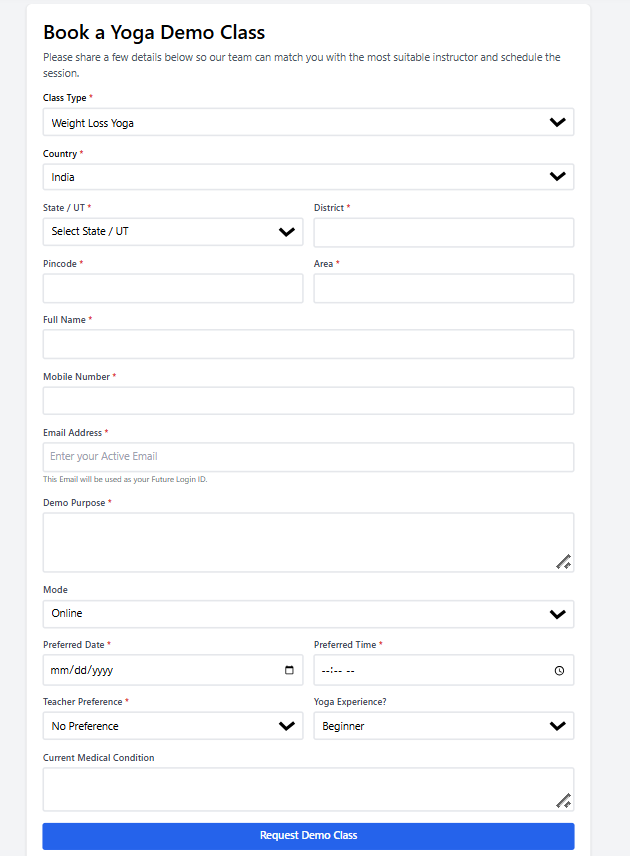 Book a Yoga Demo Class
Please share a few details below so our team can match you with the most suitable instructor and schedule the
session.
Class Type *
Weight Loss Yoga
Country *
India
State / UT *
District *
Select State / UT
Pincode *
Area *
Full Name *
Mobile Number *
Email Address *
Enter your Active Email
This Email will be used as your Future Login ID.
Demo Purpose *
Mode
Online
Preferred Date *
Preferred Time *
mm/dd/yyyy
--:-- --
Teacher Preference *
Yoga Experience?
No Preference
Beginner
Current Medical Condition
Request Demo Class